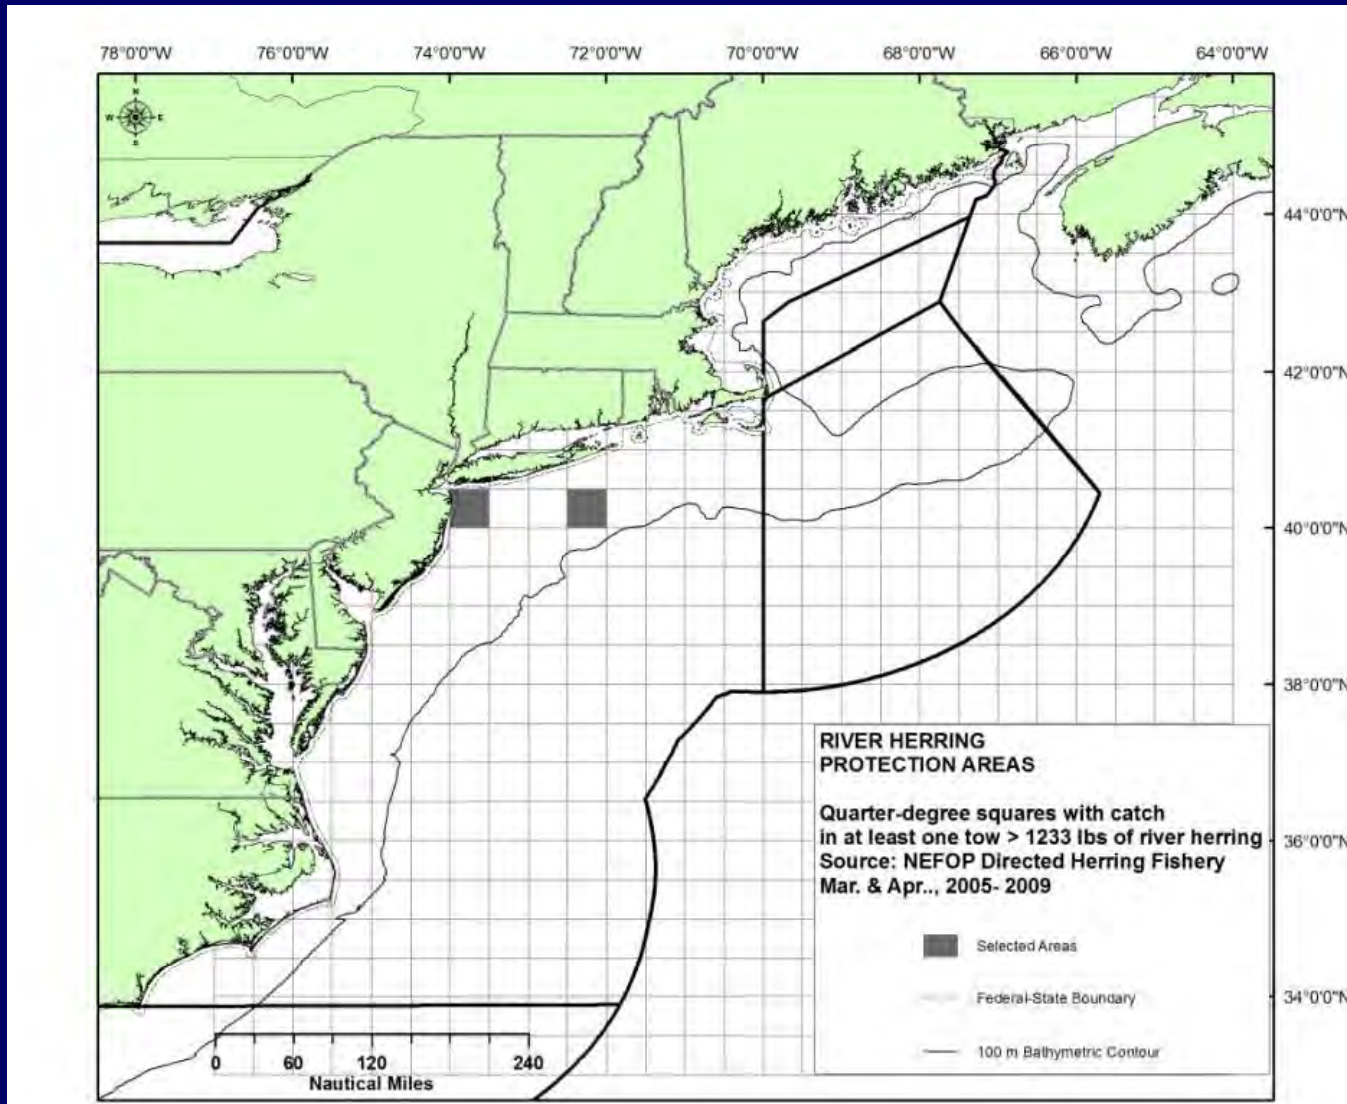 78°0'0"W 76°0'0"W 74°0'0"W 72°0'0"W 70°0'0"W 68°0'0"W 66°0'0"W 64°0'0"W
N
W E
S
44°0'0"N
42°0'0"N
40°0'0"N
38°0'0"N
36°0'0"N
34°0'0"N
RIVER HERRING
PROTECTION AREAS
Quarter-degree squares with catch
in at least one tow > 1233 lbs of river herring
Source: NEFOP Directed Herring Fishery
Mar. & Apr.., 2005- 2009
Selected Areas
Federal-State Boundary
100 m Bathymetric Contour
0 60 120 240
Nautical Miles